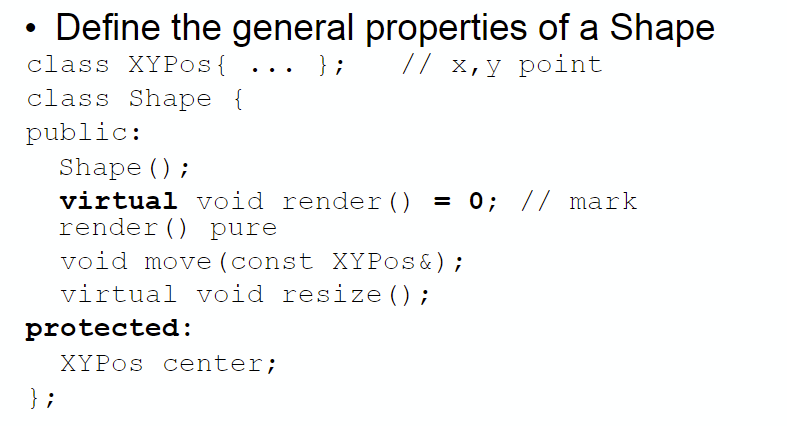 • Define the general properties of a Shape
class XYPos{ ... };   // x,y point
class Shape {
public:
  Shape();
  virtual void render() = 0; // mark
  render() pure
  void move(const XYPos&);
  virtual void resize();
protected:
  XYPos center;
};